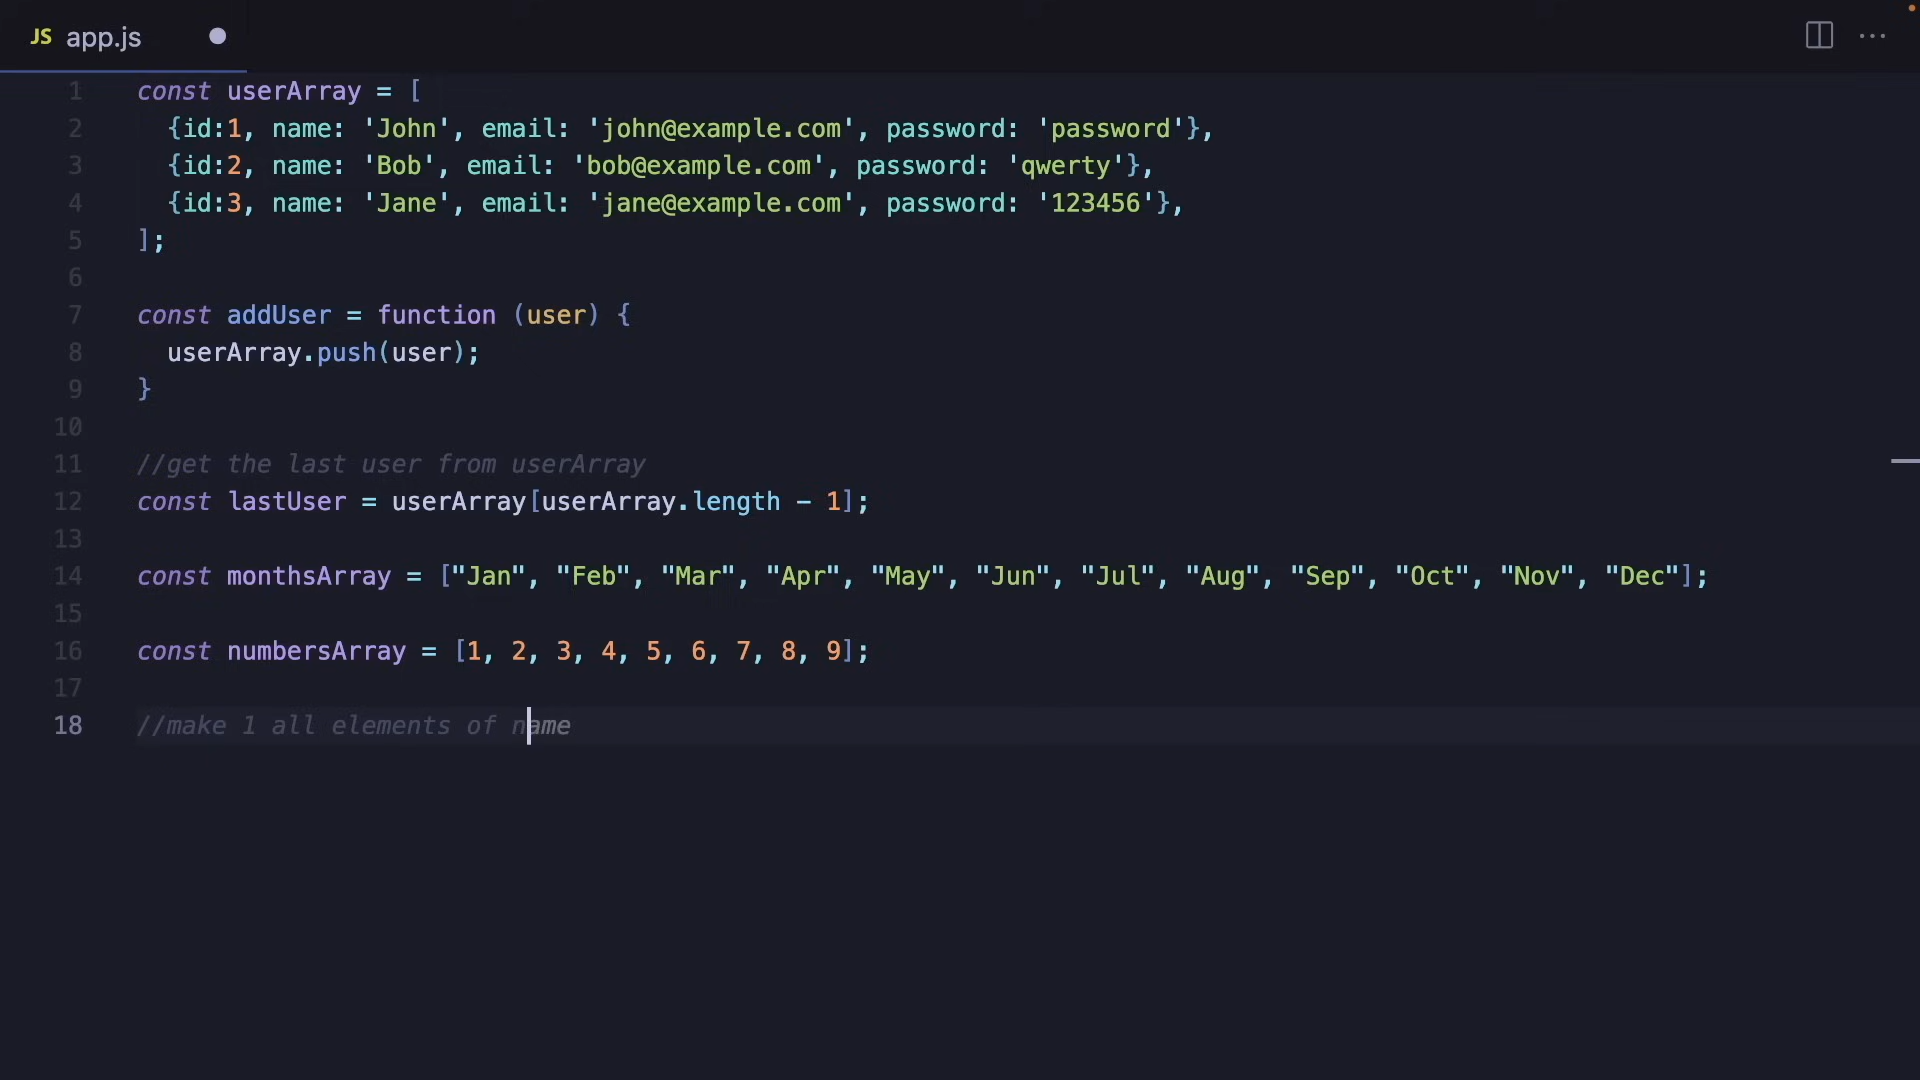 JS app.js
1 const userArray = [
2 {id:1, name: 'John', email: 'john@example.com', password: 'password'},
3 {id:2, name: 'Bob', email: 'bob@example.com', password: 'qwerty'},
4 {id:3, name: 'Jane', email: 'jane@example.com', password: '123456'},
5 ];
6
7 const addUser = function (user) {
8 userArray.push(user);
9 }
10
11 //get the last user from userArray
12 const lastUser = userArray[userArray.length - 1];
13
14 const monthsArray = ["Jan", "Feb", "Mar", "Apr", "May", "Jun", "Jul", "Aug", "Sep", "Oct", "Nov", "Dec"];
15
16 const numbersArray = [1, 2, 3, 4, 5, 6, 7, 8, 9];
17
18 //make 1 all elements of name